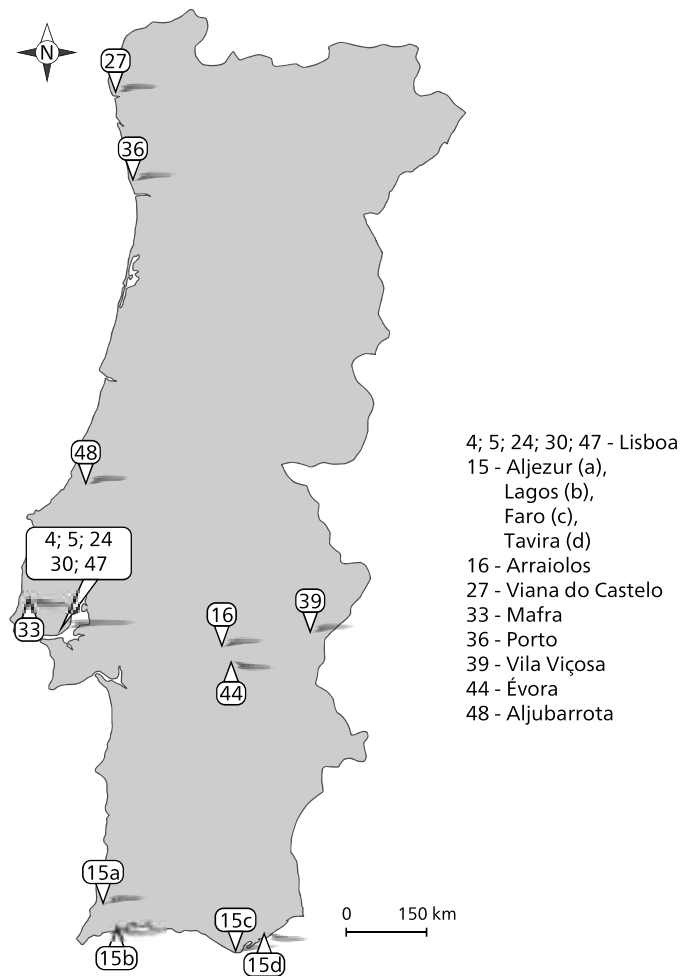 N
27
36
48
4; 5; 24
30; 47
33
16
39
44
15a
15b
15c
15d
0 150 km
4; 5; 24; 30; 47 - Lisboa
15 - Aljezur (a),
Lagos (b),
Faro (c),
Tavira (d)
16 - Arraiolos
27 - Viana do Castelo
33 - Mafra
36 - Porto
39 - Vila Viçosa
44 - Évora
48 - Aljubarrota